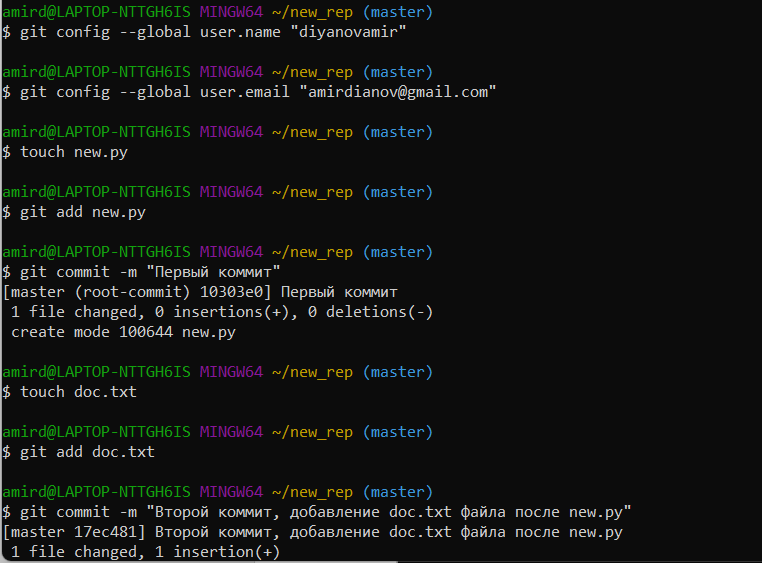 amird@LAPTOP-NTTGH6IS MINGW64 ~/new_rep (master)
$ git config --global user.name "diyanovamir"
amird@LAPTOP-NTTGH6IS MINGW64 ~/new_rep (master)
$ git config --global user.email "amirdianov@gmail.com"
amird@LAPTOP-NTTGH6IS MINGW64 ~/new_rep (master)
$ touch new.py
amird@LAPTOP-NTTGH6IS MINGW64 ~/new_rep (master)
$ git add new.py
amird@LAPTOP-NTTGH6IS MINGW64 ~/new_rep (master)
$ git commit -m "Первый коммит"
[master (root-commit) 10303e0] Первый коммит
1 file changed, 0 insertions(+), 0 deletions(-)
create mode 100644 new.py
amird@LAPTOP-NTTGH6IS MINGW64 ~/new_rep (master)
$ touch doc.txt
amird@LAPTOP-NTTGH6IS MINGW64 ~/new_rep (master)
$ git add doc.txt
amird@LAPTOP-NTTGH6IS MINGW64 ~/new_rep (master)
$ git commit -m "Второй коммит, добавление doc.txt файла после new.py"
[master 17ec481] Второй коммит, добавление doc.txt файла после new.py
1 file changed, 1 insertion(+)